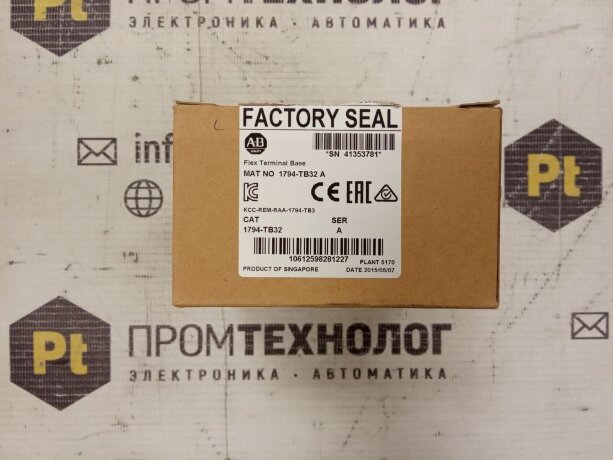 Pt ПРОМТЕХНОЛОГ
ЭЛЕКТРОНИКА · АВТОМАТИКА
FACTORY SEAL
AB
*SN 41353781*
Flex Terminal Base
MAT NO 1794-TB32 A
CE EAC
KCC-REM-RAA-1794-TB3
CAT SER
1794-TB32 A
10612598281227
PLANT 5170
PRODUCT OF SINGAPORE DATE 2015/05/07
inf
Pt
Pt ПРОМТЕХНОЛОГ
ЭЛЕКТРОНИКА · АВТОМАТИКА